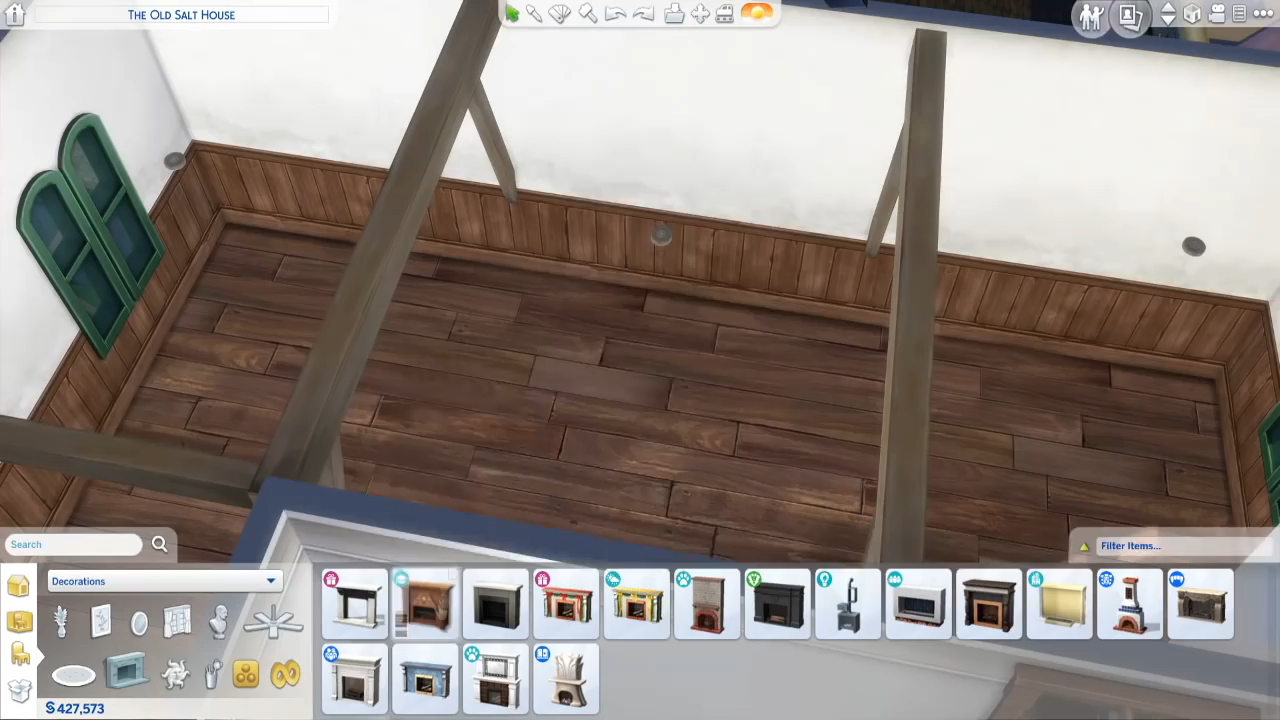 THE OLD SALT HOUSE
Search
Filter Items...
Decorations
§427,573